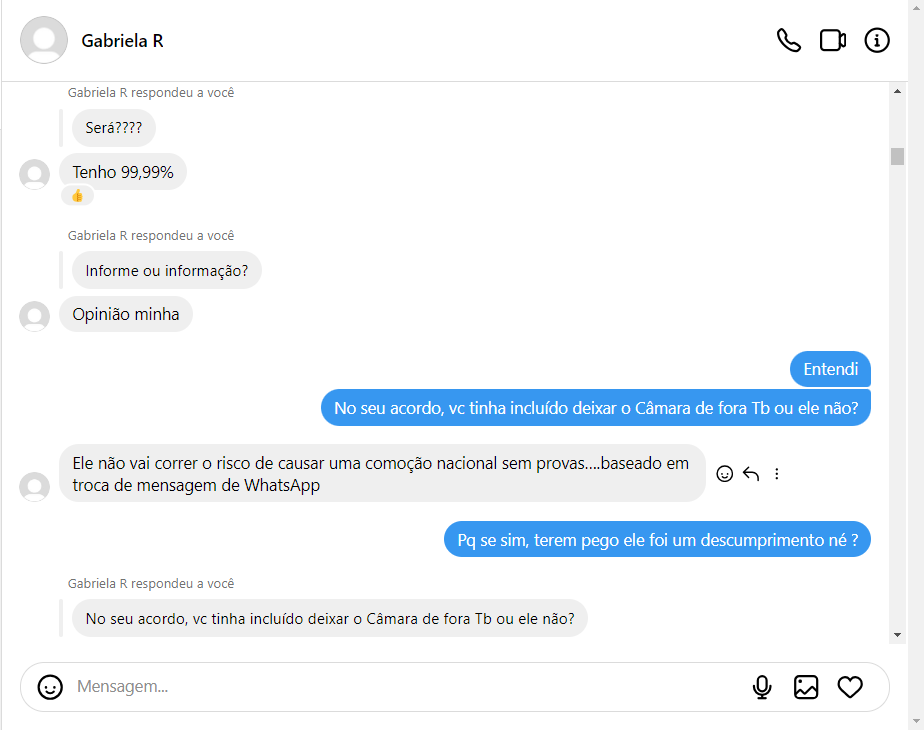 Gabriela R
Gabriela R respondeu a você
Será????
Tenho 99,99%
Gabriela R respondeu a você
Informe ou informação?
Opinião minha
Entendi
No seu acordo, vc tinha incluído deixar o Câmara de fora Tb ou ele não?
Ele não vai correr o risco de causar uma comoção nacional sem provas....baseado em
troca de mensagem de WhatsApp
Pq se sim, terem pego ele foi um descumprimento né ?
Gabriela R respondeu a você
No seu acordo, vc tinha incluído deixar o Câmara de fora Tb ou ele não?
Mensagem...